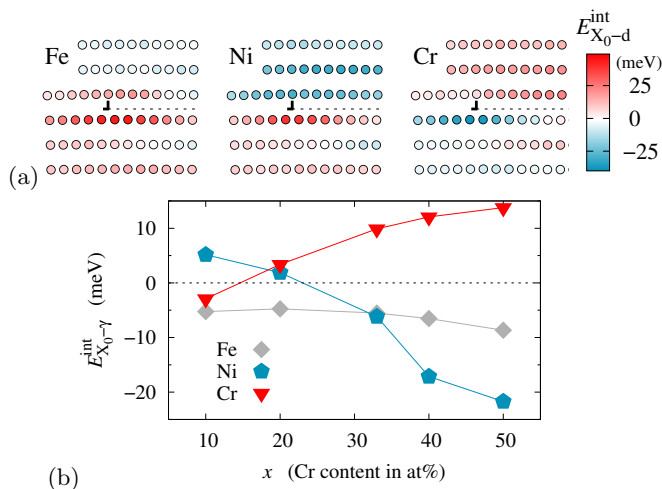 Fe
Ni
Cr
E^int_X₀−d
(meV)
25
0
−25
(a)
10
0
−10
−20
E^int_X₀−γ (meV)
Fe
Ni
Cr
10 20 30 40 50
x (Cr content in at%)
(b)